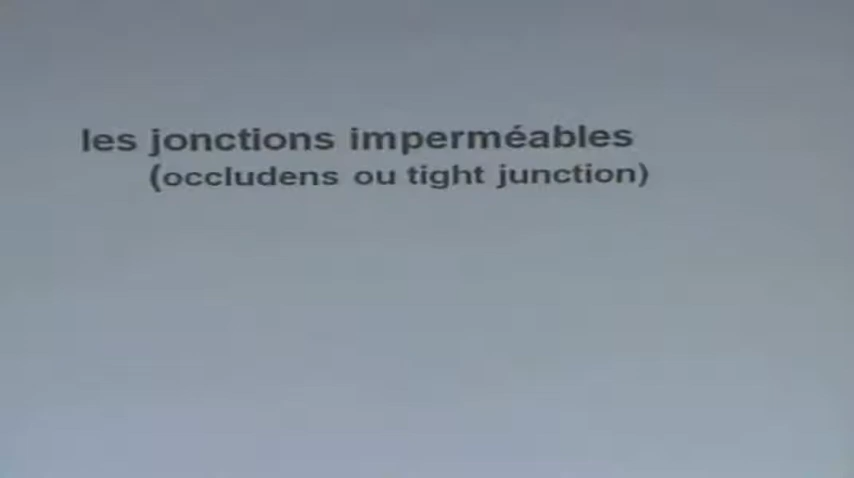 les jonctions imperméables
(occludens ou tight junction)